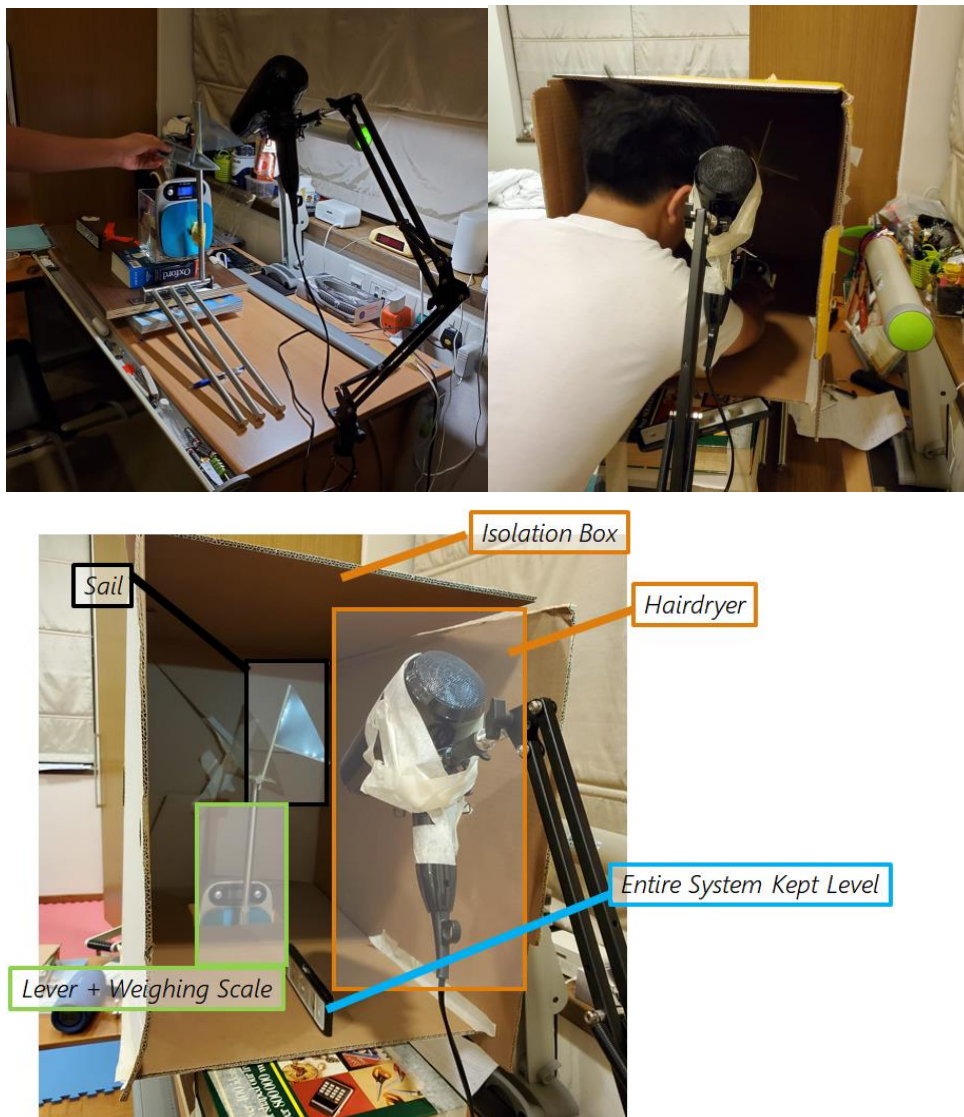 Oxford
Isolation Box
Sail
Hairdryer
Entire System Kept Level
Lever + Weighing Scale